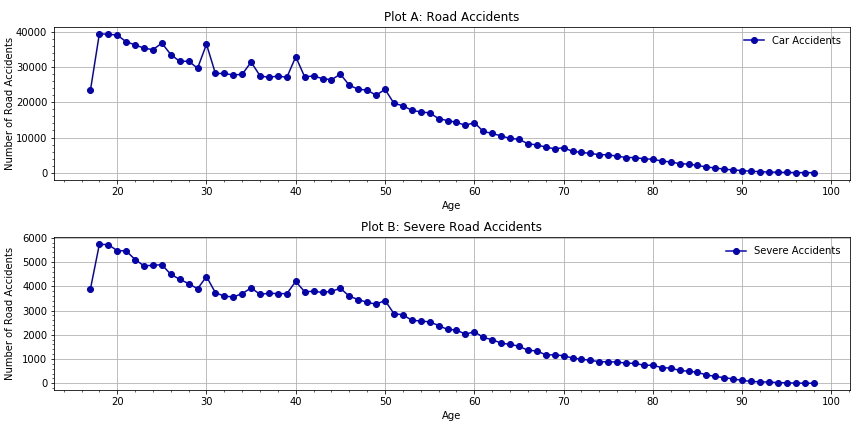 Plot A: Road Accidents
Number of Road Accidents
40000
30000
20000
10000
0
Car Accidents
20 30 40 50 60 70 80 90 100
Age
Plot B: Severe Road Accidents
Number of Road Accidents
6000
5000
4000
3000
2000
1000
0
Severe Accidents
20 30 40 50 60 70 80 90 100
Age